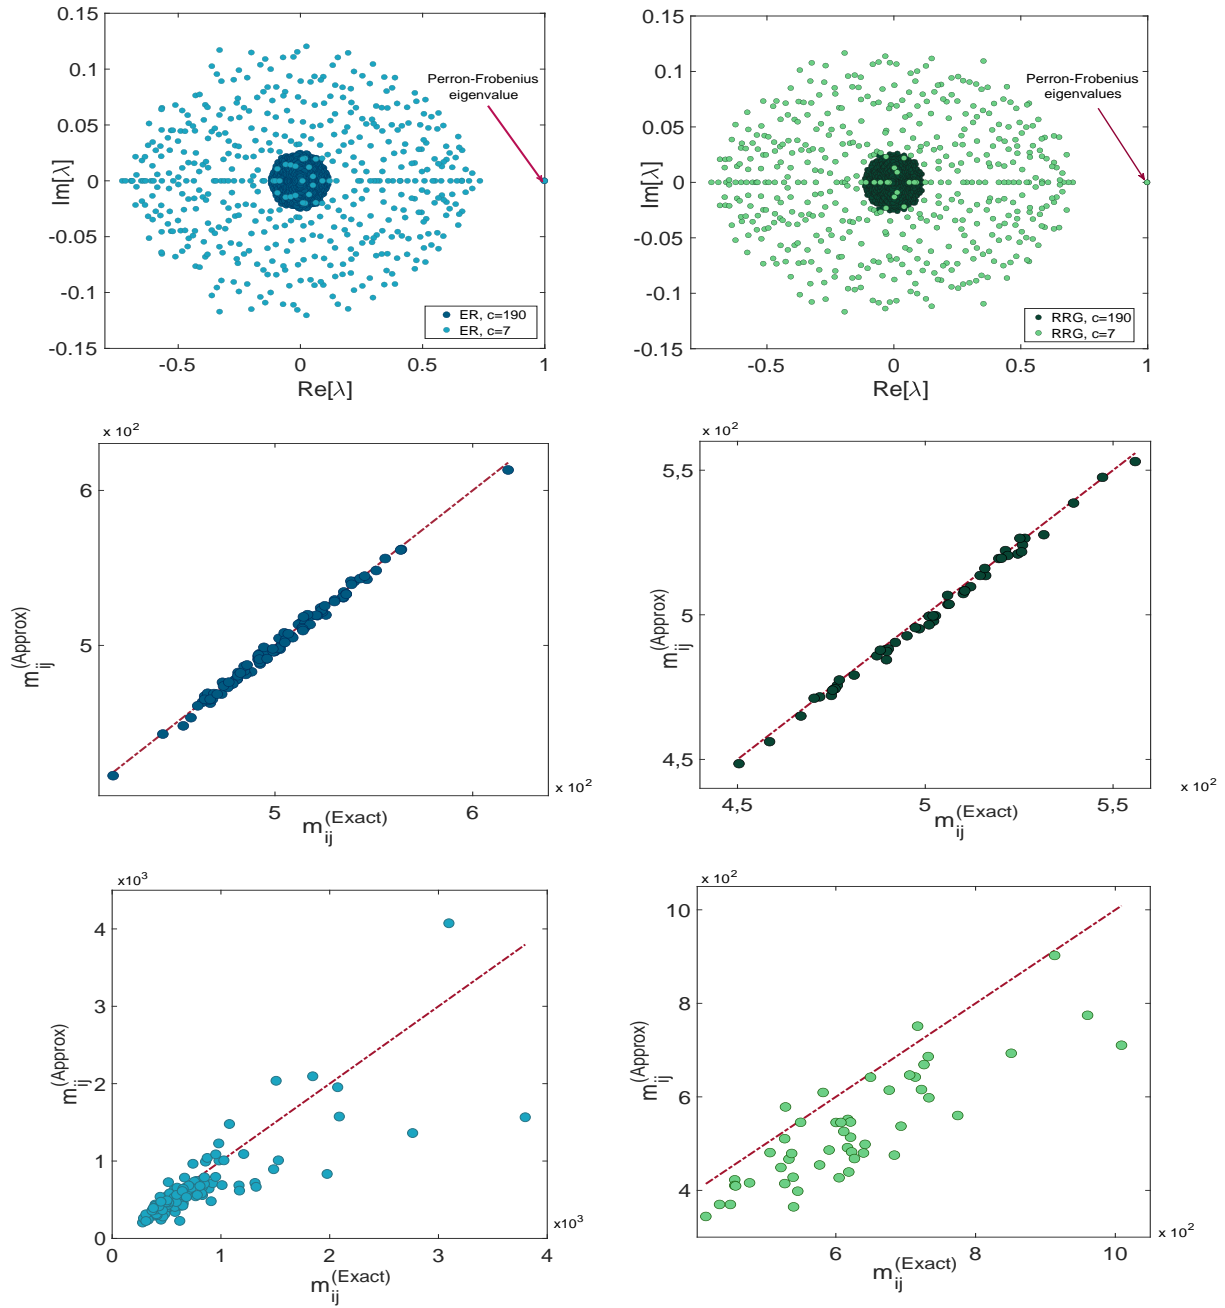 0.15
0.1
0.05
0
-0.05
-0.1
-0.15
Im[λ]
-0.5
0
0.5
1
Re[λ]
Perron-Frobenius
eigenvalue
ER, c=190
ER, c=7
0.15
0.1
0.05
0
-0.05
-0.1
-0.15
Im[λ]
-0.5
0
0.5
1
Re[λ]
Perron-Frobenius
eigenvalues
RRG, c=190
RRG, c=7
x 10²
6
5
m_ij^(Approx)
5
6
x 10²
m_ij^(Exact)
x 10²
5,5
5
4,5
m_ij^(Approx)
4,5
5
5,5
x 10²
m_ij^(Exact)
x10³
4
3
2
1
0
m_ij^(Approx)
0
1
2
3
4
x10³
m_ij^(Exact)
x 10²
10
8
6
4
m_ij^(Approx)
6
8
10
x 10²
m_ij^(Exact)